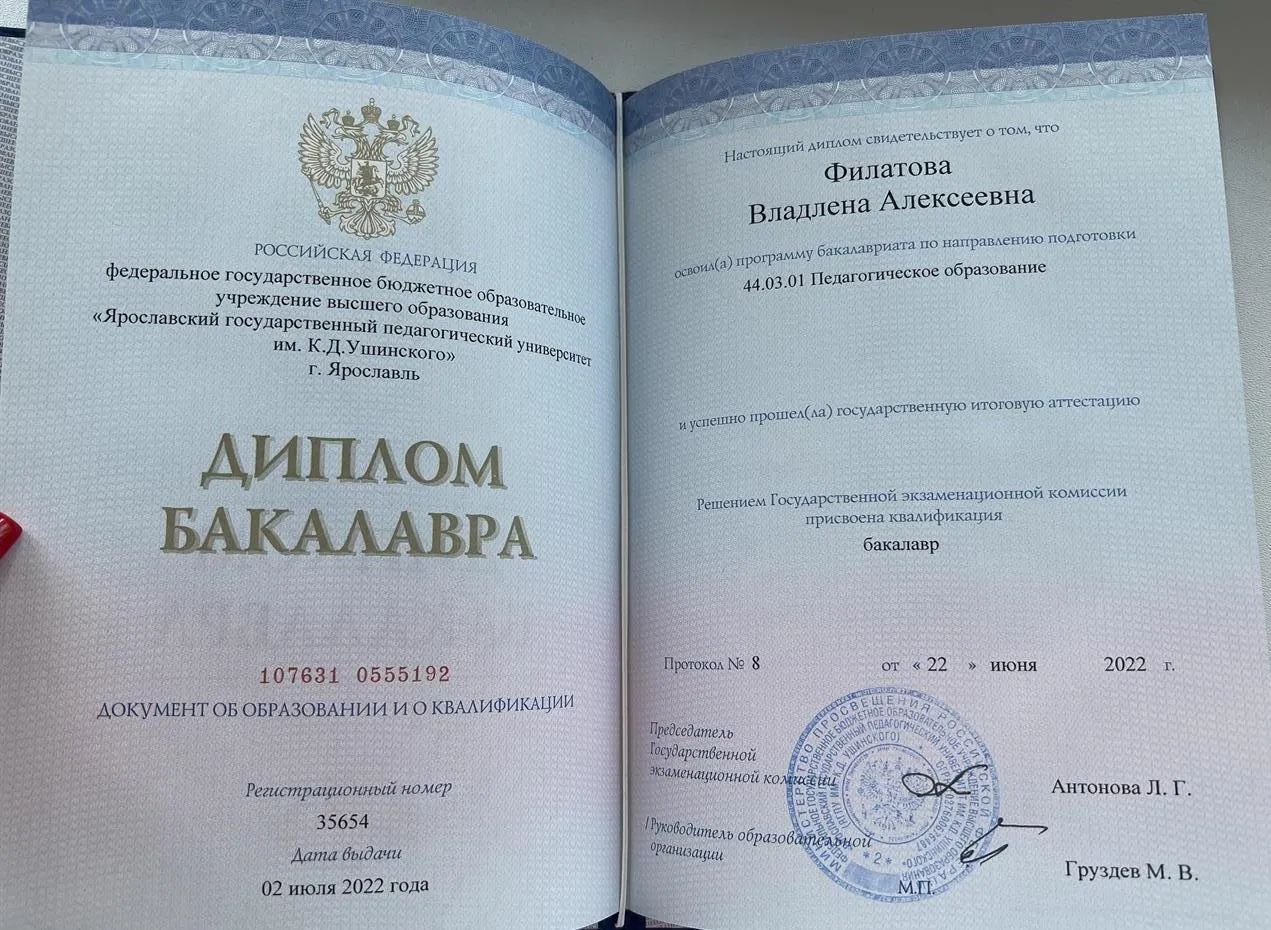 РОССИЙСКАЯ ФЕДЕРАЦИЯ
федеральное государственное бюджетное образовательное
учреждение высшего образования
«Ярославский государственный педагогический университет
им. К.Д.Ушинского»
г. Ярославль
ДИПЛОМ
БАКАЛАВРА
107631 0555192
ДОКУМЕНТ ОБ ОБРАЗОВАНИИ И О КВАЛИФИКАЦИИ
Регистрационный номер
35654
Дата выдачи
02 июля 2022 года
Настоящий диплом свидетельствует о том, что
Филатова
Владлена Алексеевна
освоил(а) программу бакалавриата по направлению подготовки
44.03.01 Педагогическое образование
и успешно прошел(ла) государственную итоговую аттестацию
Решением Государственной экзаменационной комиссии
присвоена квалификация
бакалавр
Протокол № 8 от « 22 » июня 2022 г.
Председатель
Государственной
экзаменационной комиссии
Антонова Л. Г.
Руководитель образовательной
организации
Груздев М. В.
М.П.
МИНИСТЕРСТВО ПРОСВЕЩЕНИЯ РОССИЙСКОЙ
* 2 *